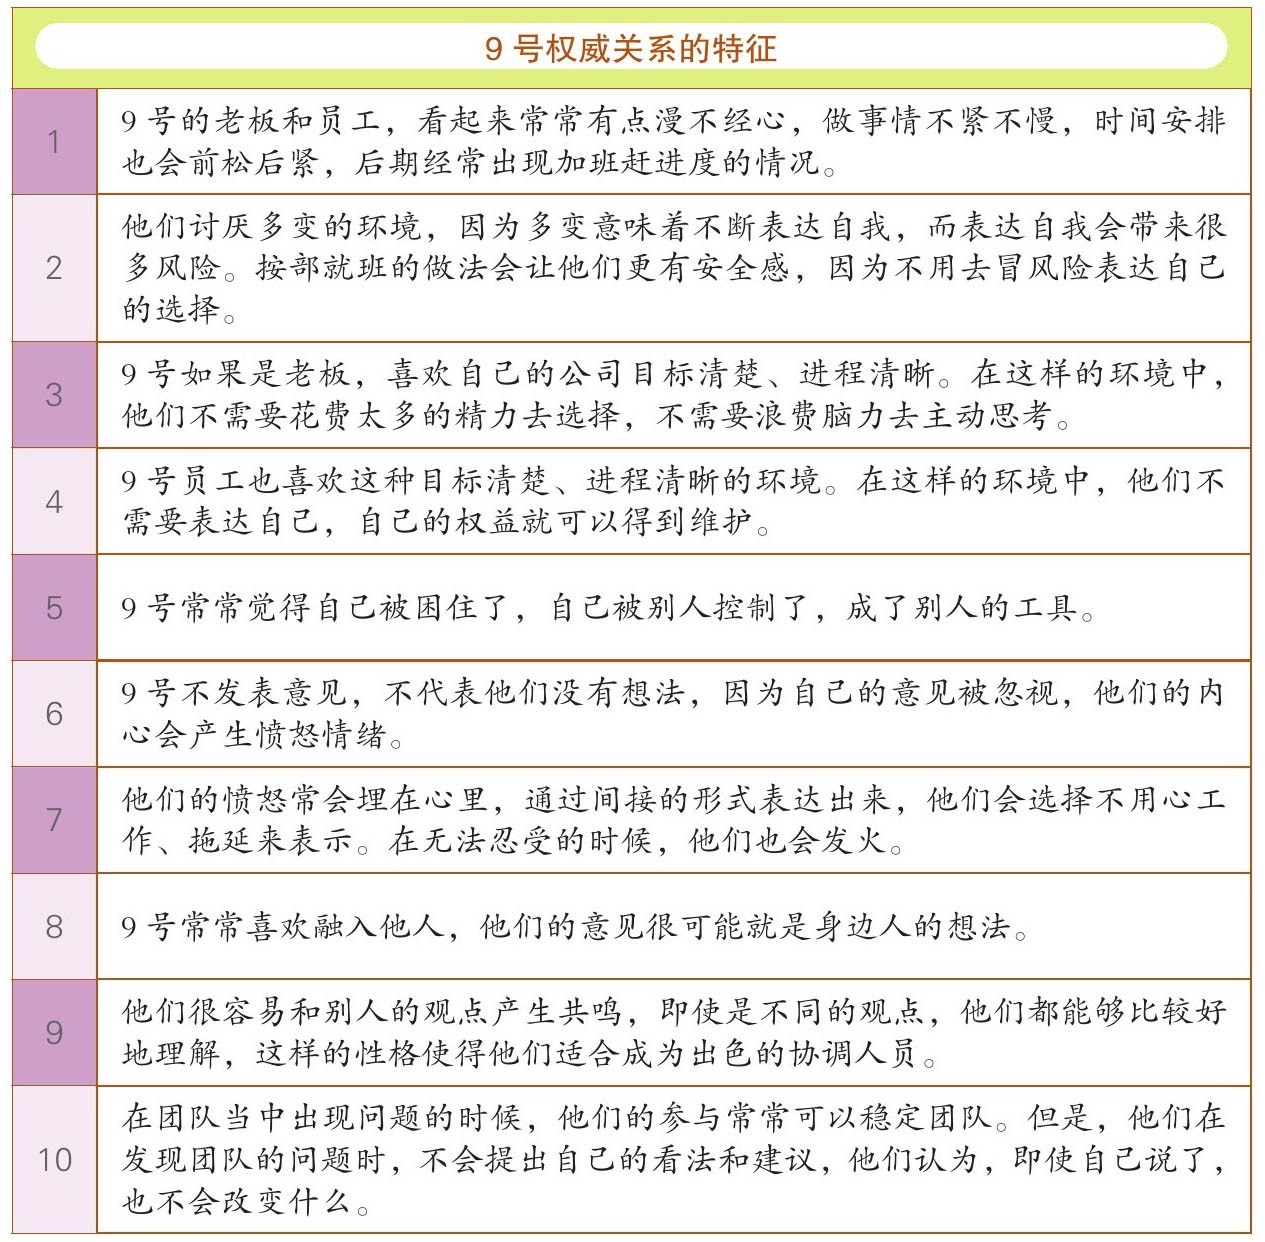 9 号权威关系的特征
1
9 号的老板和员工，看起来常常有点漫不经心，做事情不紧不慢，时间安排
也会前松后紧，后期经常出现加班赶进度的情况。
2
他们讨厌多变的环境，因为多变意味着不断表达自我，而表达自我会带来很
多风险。按部就班的做法会让他们更有安全感，因为不用去冒风险表达自己
的选择。
3
9 号如果是老板，喜欢自己的公司目标清楚、进程清晰。在这样的环境中，
他们不需要花费太多的精力去选择，不需要浪费脑力去主动思考。
4
9 号员工也喜欢这种目标清楚、进程清晰的环境。在这样的环境中，他们不
需要表达自己，自己的权益就可以得到维护。
5
9 号常常觉得自己被困住了，自己被别人控制了，成了别人的工具。
6
9 号不发表意见，不代表他们没有想法，因为自己的意见被忽视，他们的内
心会产生愤怒情绪。
7
他们的愤怒常会埋在心里，通过间接的形式表达出来，他们会选择不用心工
作、拖延来表示。在无法忍受的时候，他们也会发火。
8
9 号常常喜欢融入他人，他们的意见很可能就是身边人的想法。
9
他们很容易和别人的观点产生共鸣，即使是不同的观点，他们都能够比较好
地理解，这样的性格使得他们适合成为出色的协调人员。
10
在团队当中出现问题的时候，他们的参与常常可以稳定团队。但是，他们在
发现团队的问题时，不会提出自己的看法和建议，他们认为，即使自己说了，
也不会改变什么。